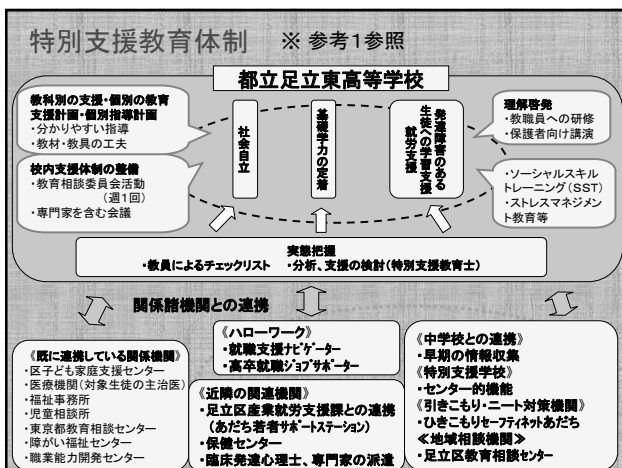 特別支援教育体制　※ 参考1参照
都立足立東高等学校
教科別の支援・個別の教育
支援計画・個別指導計画
・分かりやすい指導
・教材・教具の工夫
校内支援体制の整備
・教育相談委員会活動
（週1回）
・専門家を含む会議
社会自立
基礎学力の定着
発達障害のある
生徒への学習支援
就労支援
理解啓発
・教職員への研修
・保護者向け講演
・ソーシャルスキル
トレーニング（SST）
・ストレスマネジメン
ト教育等
実態把握
・教員によるチェックリスト　・分析、支援の検討（特別支援教育士）
関係諸機関との連携
《既に連携している関係機関》
・区子ども家庭支援センター
・医療機関（対象生徒の主治医）
・福祉事務所
・児童相談所
・東京都教育相談センター
・障がい福祉センター
・職業能力開発センター
《ハローワーク》
・就職支援ﾅﾋﾞｹﾞｰﾀｰ
・高卒就職ｼﾞｮﾌﾞｻﾎﾟｰﾀｰ
《近隣の関連機関》
・足立区産業就労支援課との連携
（あだち若者ｻﾎﾟｰﾄｽﾃｰｼｮﾝ）
・保健センター
・臨床発達心理士、専門家の派遣
《中学校との連携》
・早期の情報収集
《特別支援学校》
・センター的機能
《引きこもり・ニート対策機関》
・ひきこもりｾｰﾌﾃｨﾈｯﾄあだち
≪地域相談機関≫
・足立区教育相談ｾﾝﾀｰ